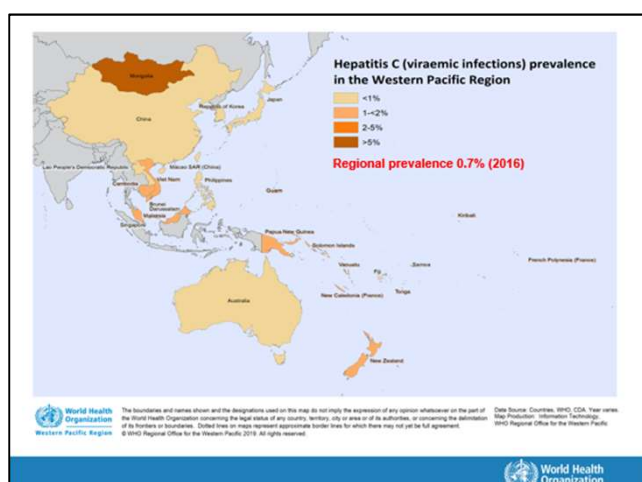 Hepatitis C (viraemic infections) prevalence
in the Western Pacific Region
<1%
1-<2%
2-5%
>5%
Regional prevalence 0.7% (2016)
Mongolia
Japan
Republic of Korea
China
Lao People's Democratic Republic
Macao SAR (China)
Viet Nam
Cambodia
Philippines
Guam
Brunei
Darussalam
Malaysia
Singapore
Kiribati
Papua New Guinea
Solomon Islands
Vanuatu
Fiji
Samoa
French Polynesia (France)
New Caledonia (France)
Tonga
Australia
New Zealand
World Health
Organization
Western Pacific Region
The boundaries and names shown and the designations used on this map do not imply the expression of any opinion whatsoever on the part of
the World Health Organization concerning the legal status of any country, territory, city or area or of its authorities, or concerning the delimitation
of its frontiers or boundaries. Dotted lines on maps represent approximate border lines for which there may not yet be full agreement.
© WHO Regional Office for the Western Pacific 2019. All rights reserved.
Data Source: Countries, WHO, CDA. Year varies.
Map Production: Information Technology,
WHO Regional Office for the Western Pacific
World Health
Organization